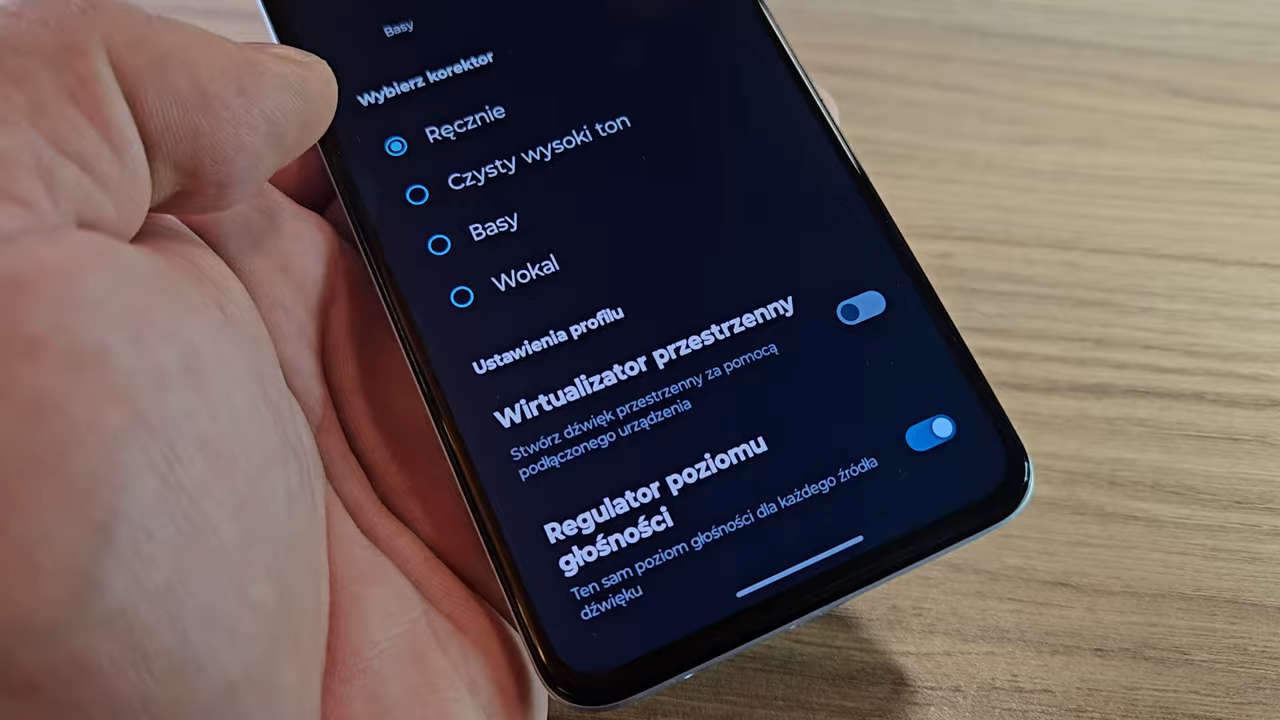 Basy
Wybierz korektor
Ręcznie
Czysty wysoki ton
Basy
Wokal
Ustawienia profilu
Wirtualizator przestrzenny
Stwórz dźwięk przestrzenny za pomocą
podłączonego urządzenia
Regulator poziomu
głośności
Ten sam poziom głośności dla każdego źródła
dźwięku